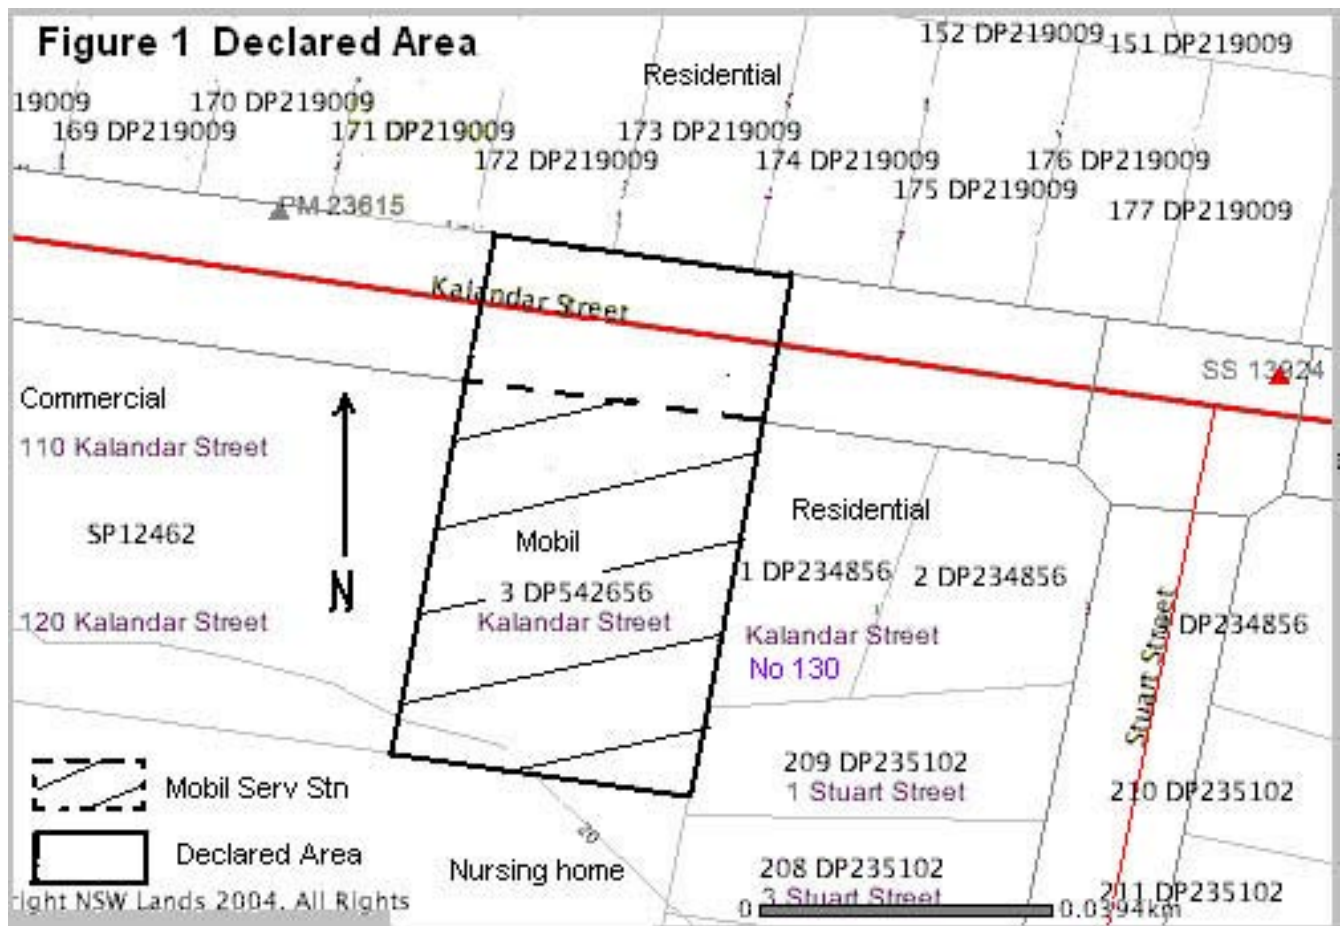 Figure 1 Declared Area
152 DP219009
151 DP219009
Residential
19009
170 DP219009
169 DP219009
171 DP219009
173 DP219009
172 DP219009
174 DP219009
176 DP219009
175 DP219009
177 DP219009
PM 23615
Kalandar Street
SS 13924
Commercial
110 Kalandar Street
Residential
SP12462
Mobil
1 DP234856
2 DP234856
3 DP542656
N
120 Kalandar Street
Kalandar Street
Kalandar Street
DP234856
No 130
Stuart Street
209 DP235102
1 Stuart Street
210 DP235102
Mobil Serv Stn
20
Declared Area
Nursing home
208 DP235102
3 Stuart Street
211 DP235102
right NSW Lands 2004. All Rights
0
0.0394km